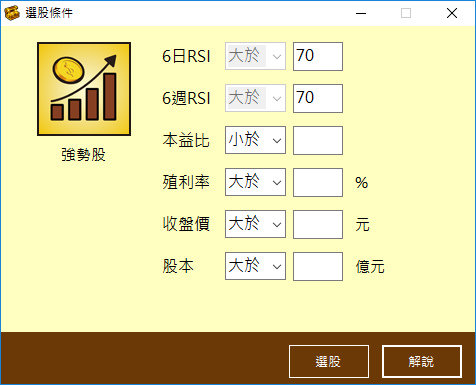 選股條件
6日RSI 大於 70
6週RSI 大於 70
強勢股
本益比 小於
殖利率 大於 %
收盤價 大於 元
股本 大於 億元
選股 解說